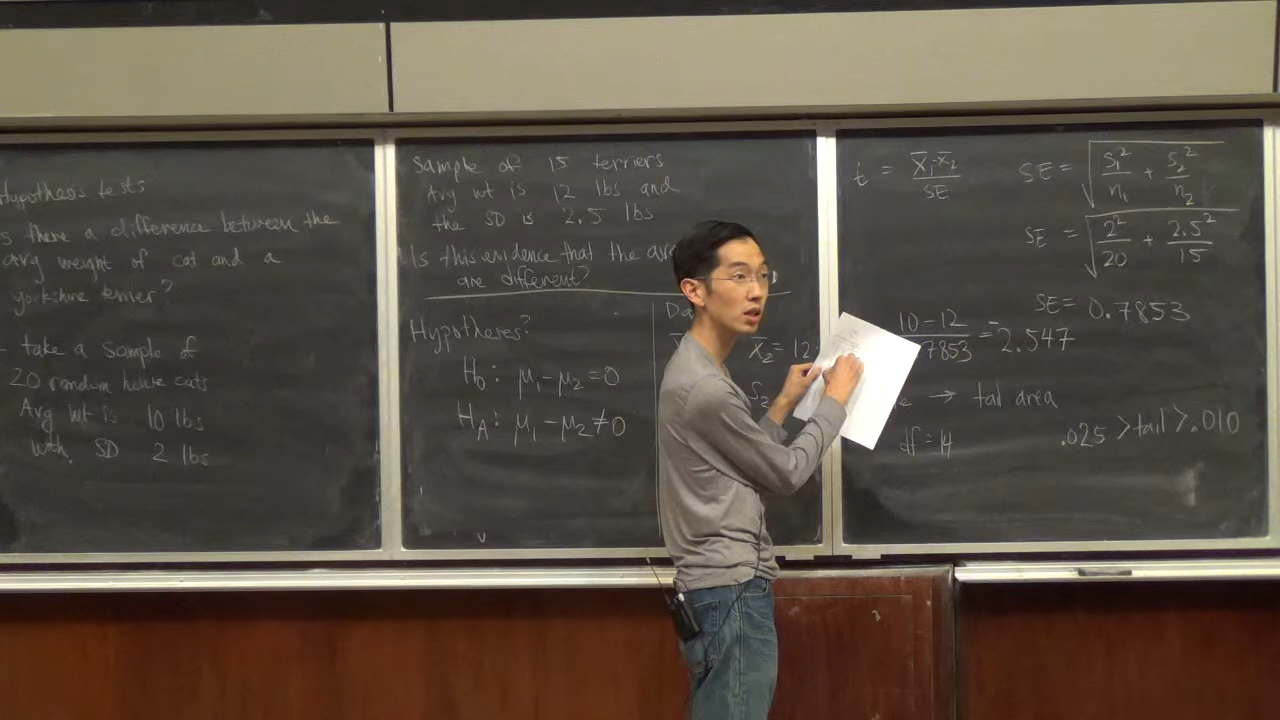 Hypothesis tests
s there a difference between the
avg weight of cat and a
yorkshire terrier?
- take a sample of
20 random house cats
Avg wt is 10 lbs
with SD 2 lbs
Sample of 15 terriers
Avg wt is 12 lbs and
the SD is 2.5 lbs
Is this evidence that the
are different?
Hypotheses?
H₀: μ₁-μ₂=0
H_A: μ₁-μ₂≠0
Da
x̄₂=12
S₂
t = (x̄₁-x̄₂)/SE
SE = √(s₁²/n₁ + s₂²/n₂)
SE = √(2²/20 + 2.5²/15)
SE = 0.7853
10-12/7853 = -2.547
→ tail area
df=14
.025 > tail > .010